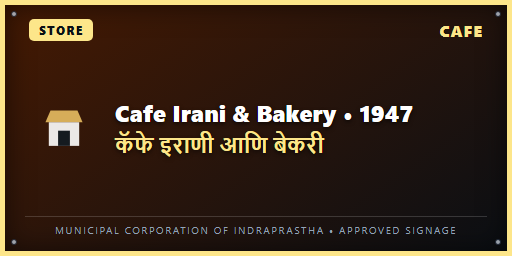 STORE
CAFE
Cafe Irani & Bakery • 1947
कॅफे इराणी आणि बेकरी
MUNICIPAL CORPORATION OF INDRAPRASTHA • APPROVED SIGNAGE